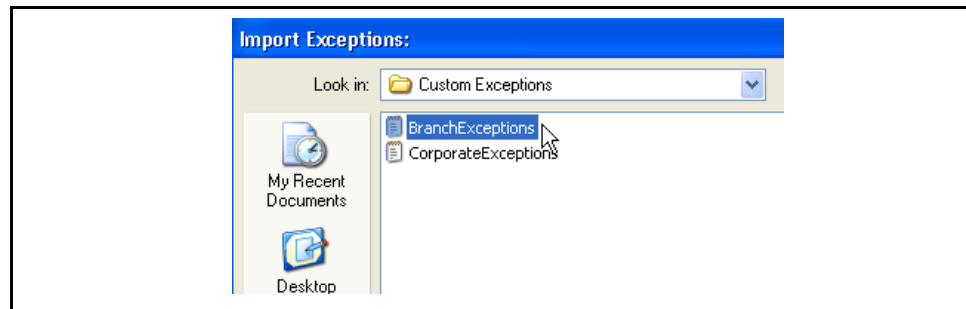 Import Exceptions:
Look in: Custom Exceptions
BranchExceptions
CorporateExceptions
My Recent
Documents
Desktop